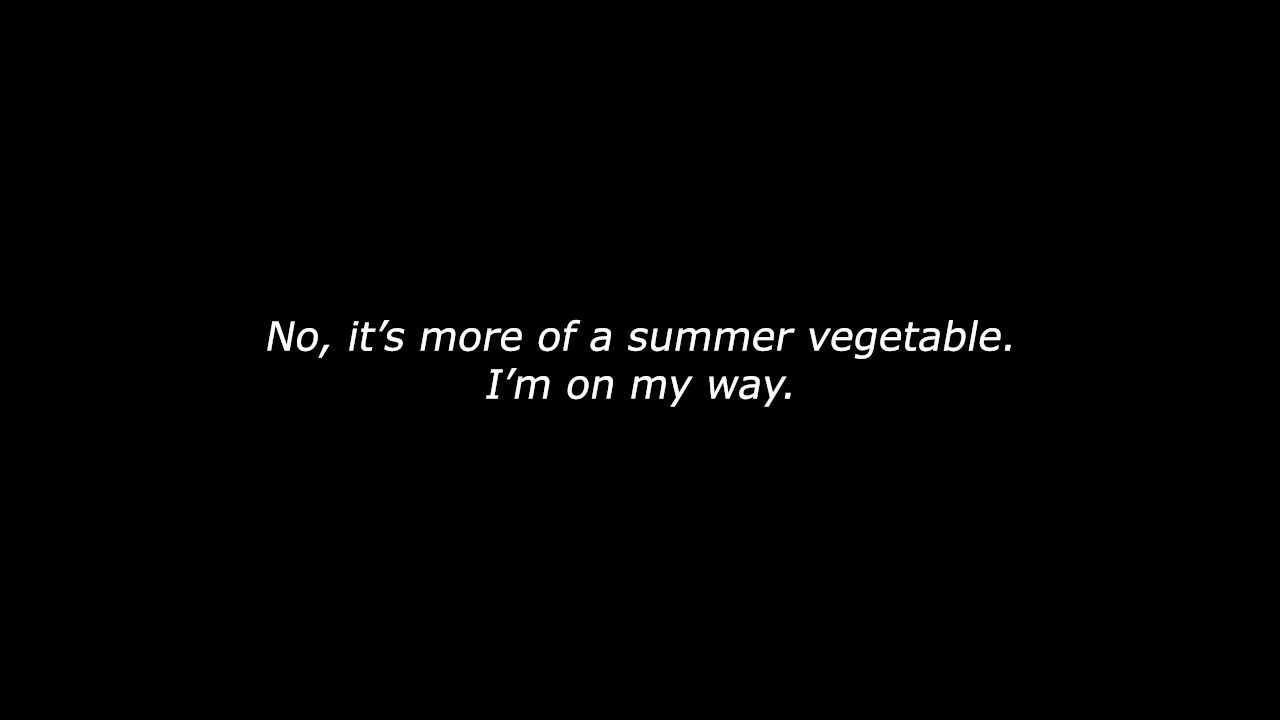 No, it’s more of a summer vegetable.
I’m on my way.